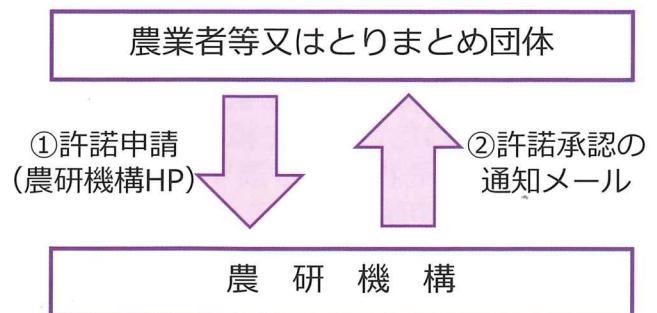 農業者等又はとりまとめ団体
①許諾申請
(農研機構HP)
②許諾承認の
通知メール
農 研 機 構